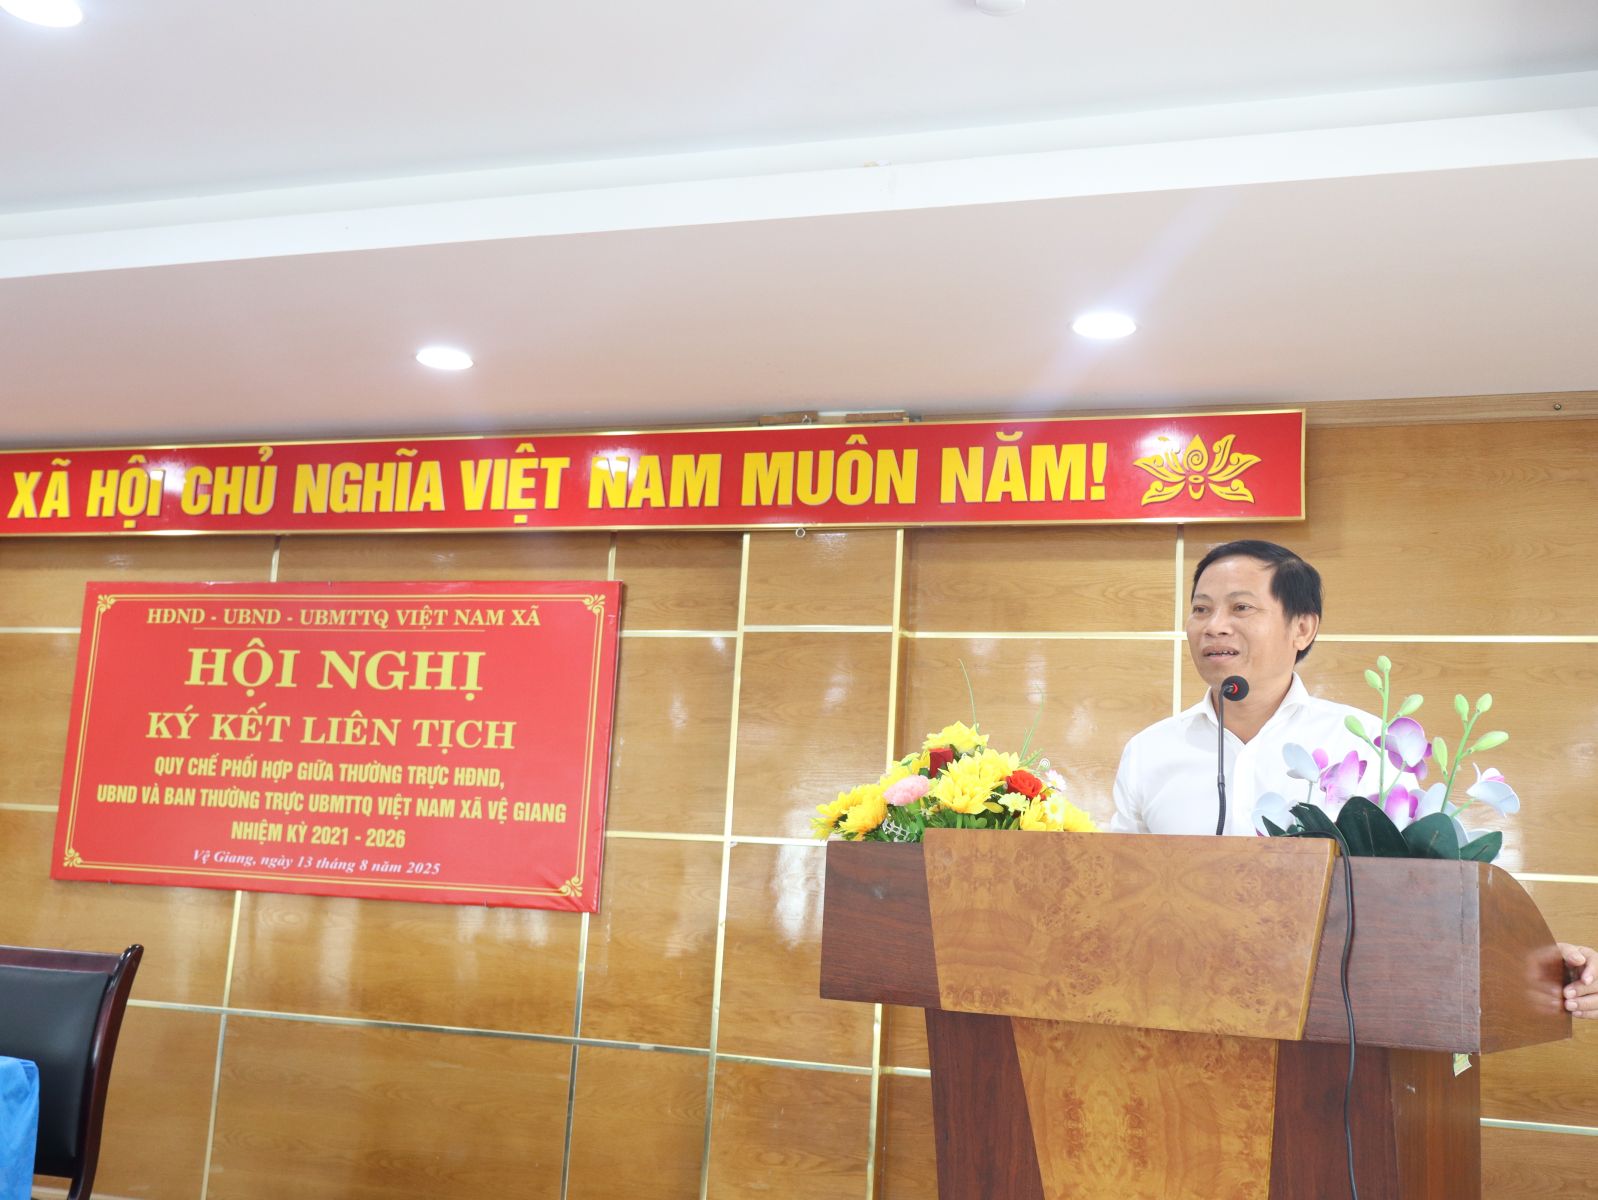 XÃ HỘI CHỦ NGHĨA VIỆT NAM MUÔN NĂM!
HĐND - UBND - UBMTTQ VIỆT NAM XÃ
HỘI NGHỊ
KÝ KẾT LIÊN TỊCH
QUY CHẾ PHỐI HỢP GIỮA THƯỜNG TRỰC HĐND,
UBND VÀ BAN THƯỜNG TRỰC UBMTTQ VIỆT NAM XÃ VỆ GIANG
NHIỆM KỲ 2021 - 2026
Vệ Giang, ngày 13 tháng 8 năm 2025